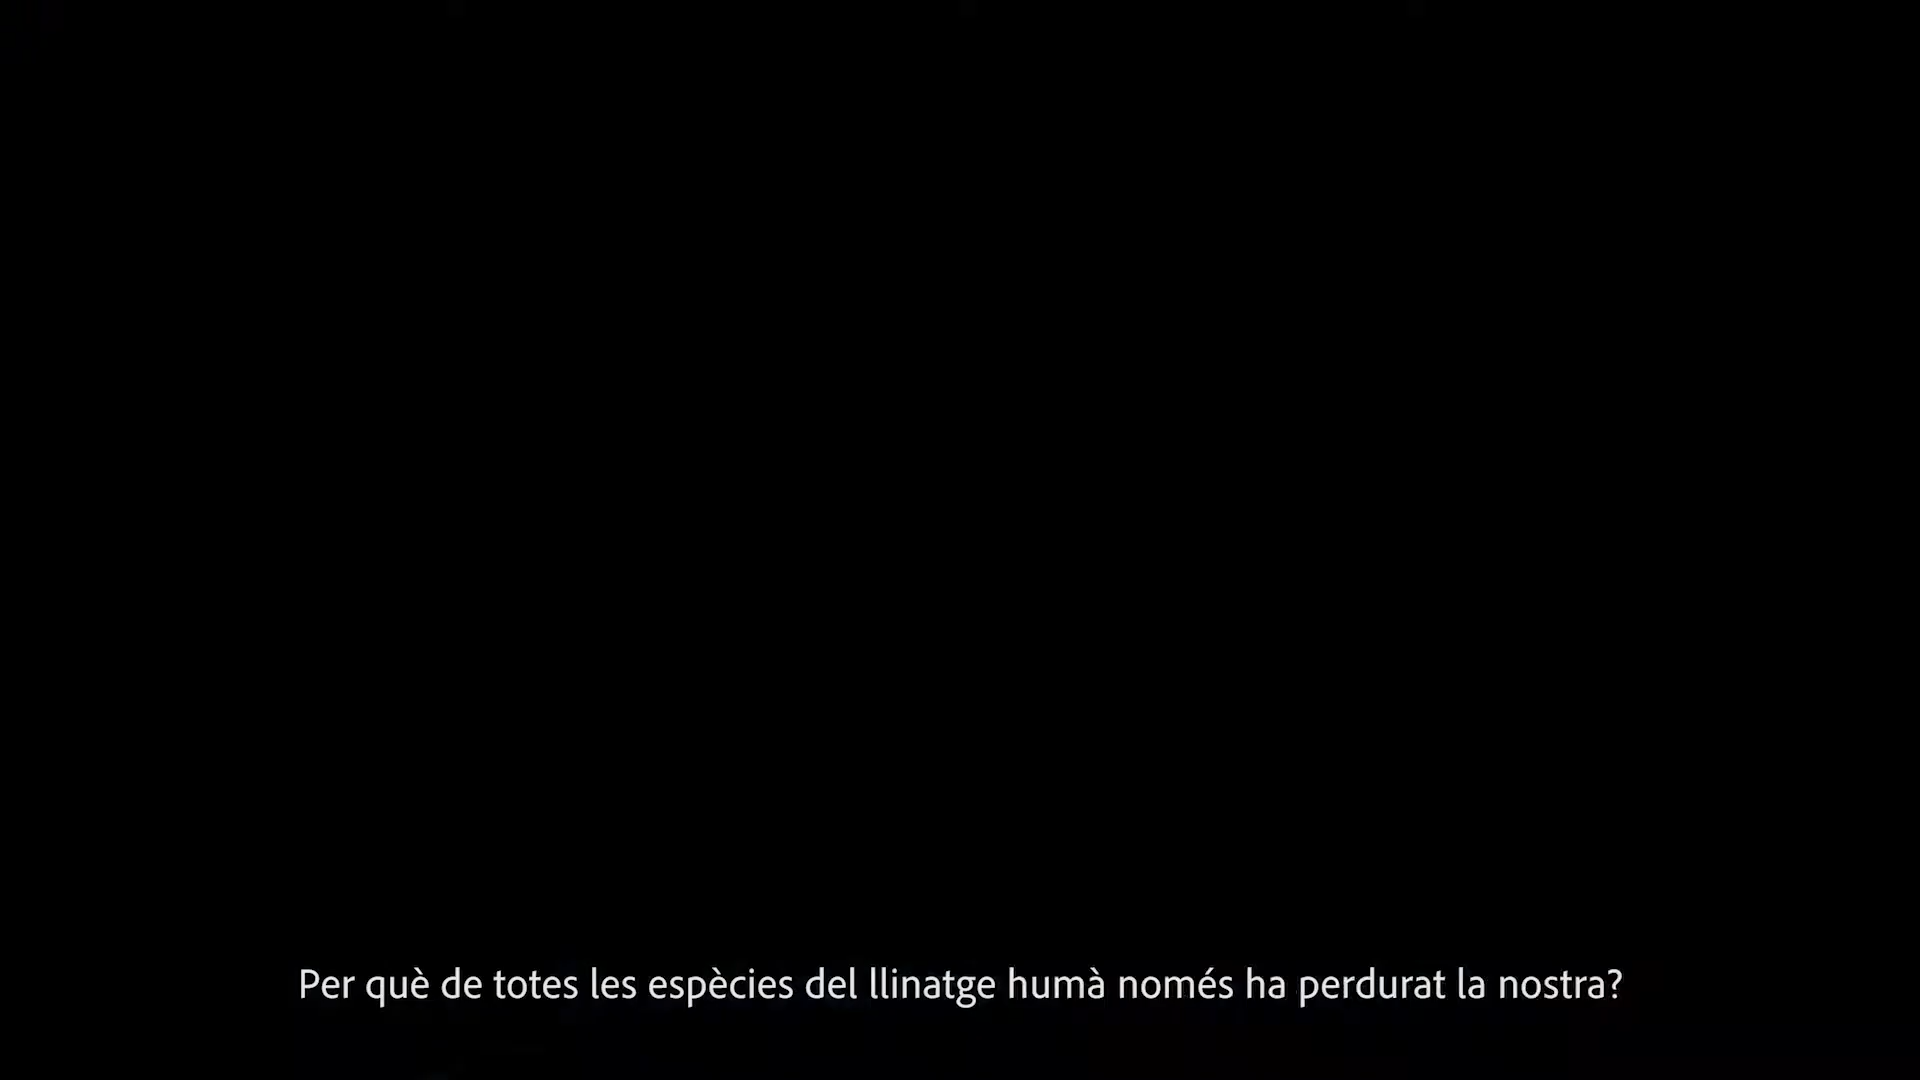 Per què de totes les espècies del llinatge humà només ha perdurat la nostra?